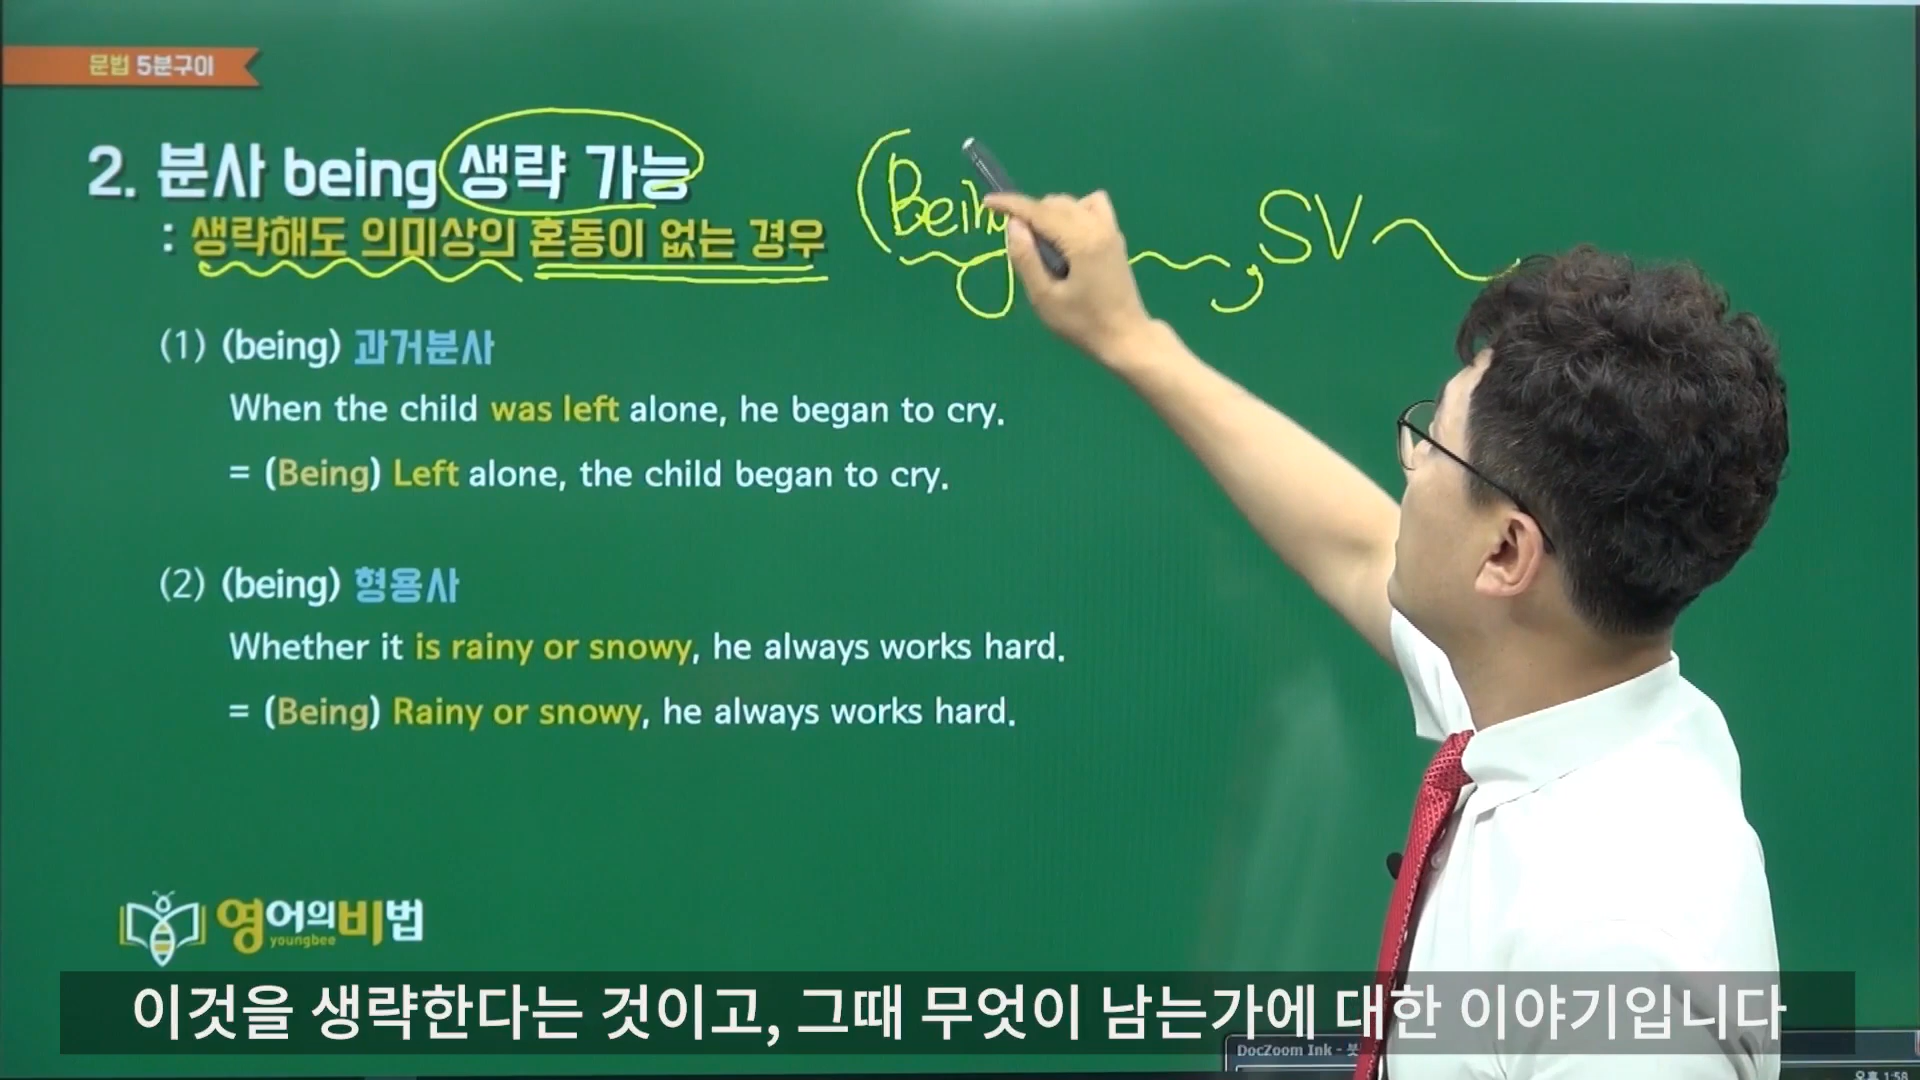 문법 5분구이
2. 분사 being 생략 가능
: 생략해도 의미상의 혼동이 없는 경우
(Being , SV
(1) (being) 과거분사
When the child was left alone, he began to cry.
= (Being) Left alone, the child began to cry.
(2) (being) 형용사
Whether it is rainy or snowy, he always works hard.
= (Being) Rainy or snowy, he always works hard.
영어의비법
youngbee
이것을 생략한다는 것이고, 그때 무엇이 남는가에 대한 이야기입니다
DocZoom Ink - 붓
오후 1:58